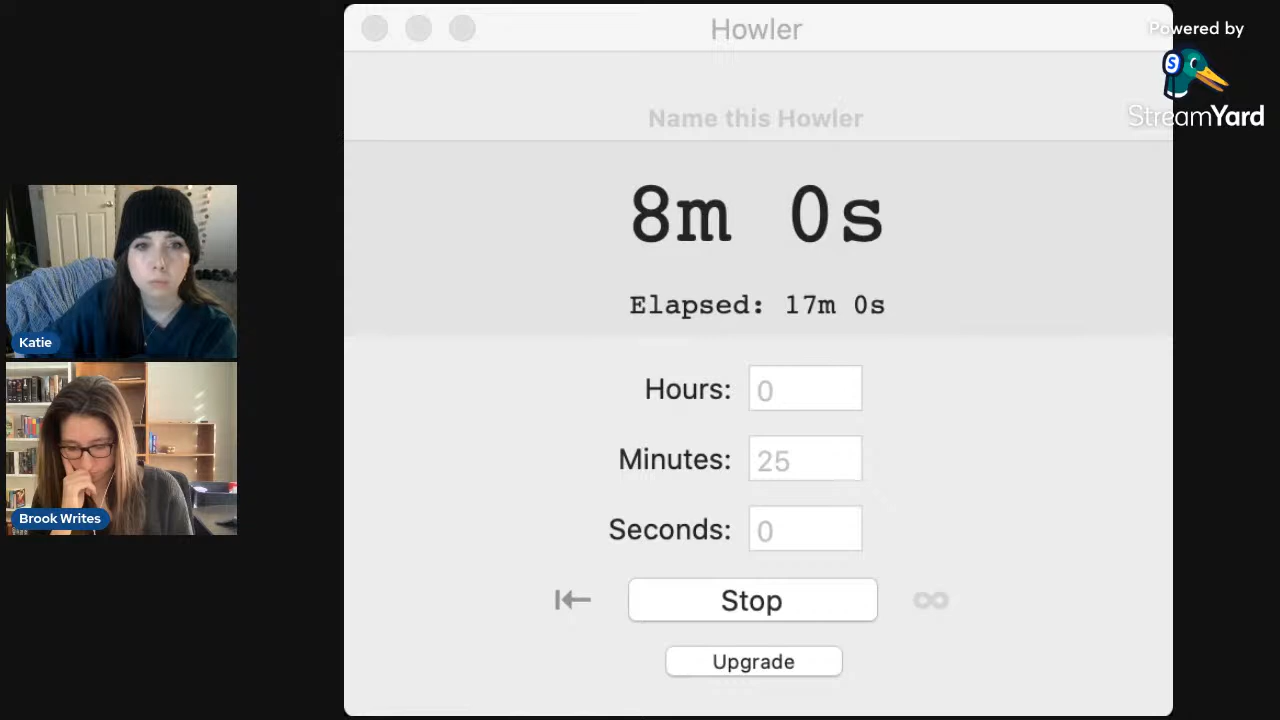 Howler
Powered by
StreamYard
Name this Howler
8m 0s
Elapsed: 17m 0s
Hours: 0
Minutes: 25
Seconds: 0
Stop
Upgrade
Katie
Brook Writes